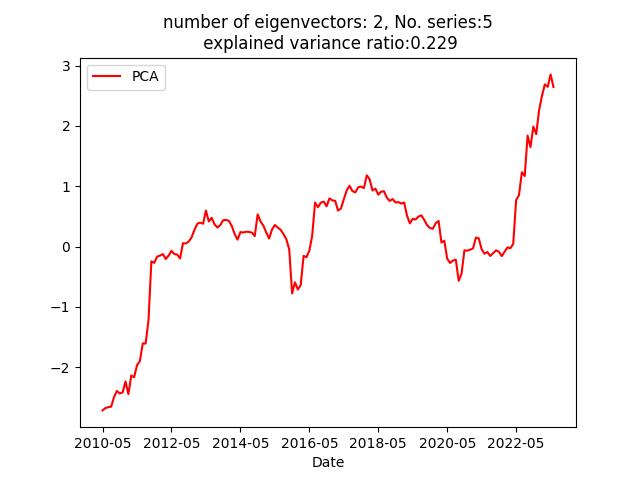 number of eigenvectors: 2, No. series:5
explained variance ratio:0.229
PCA
3
2
1
0
−1
−2
2010-05 2012-05 2014-05 2016-05 2018-05 2020-05 2022-05
Date